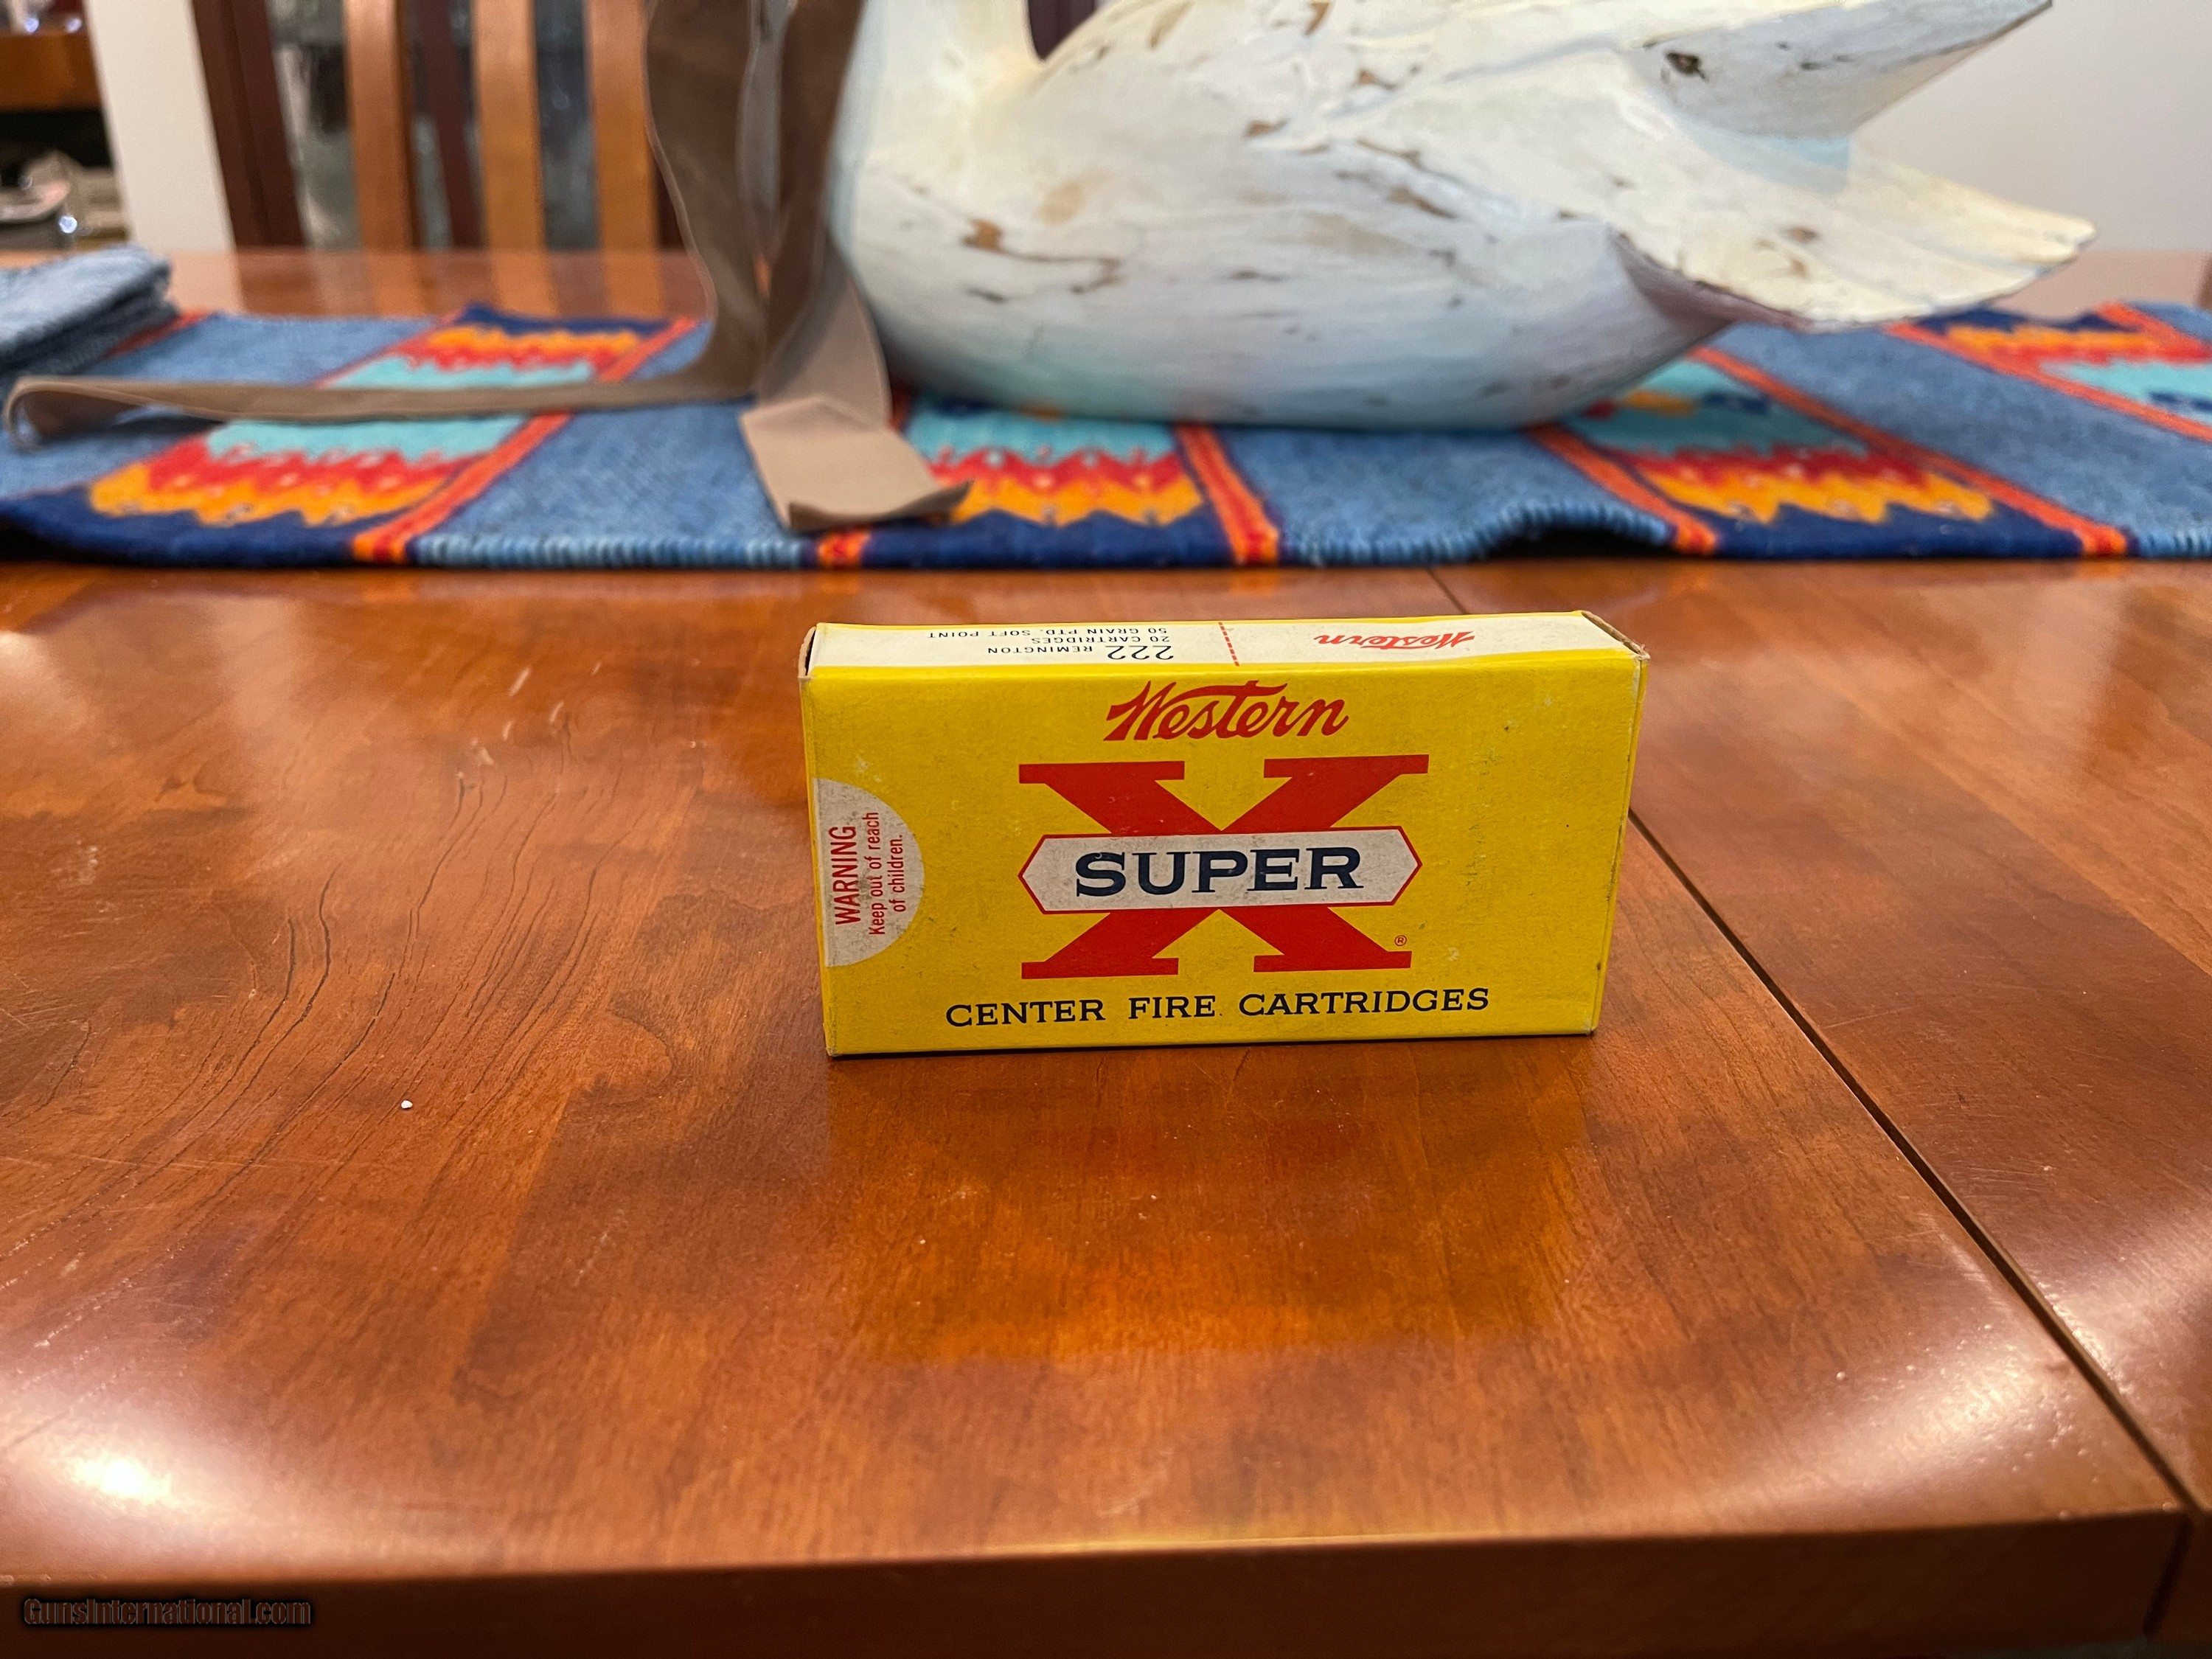 222 REMINGTON
20 CARTRIDGES
50 GRAIN PTD. SOFT POINT
Western
Western
X
SUPER
®
CENTER FIRE CARTRIDGES
WARNING
Keep out of reach
of children.
GunsInternational.com